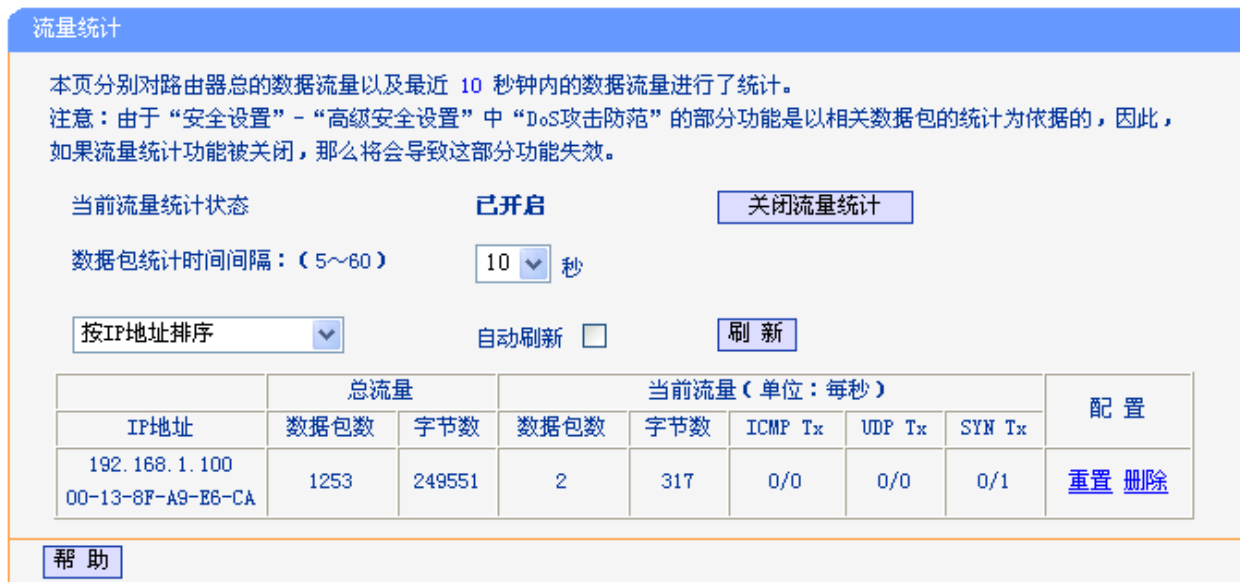 流量统计
本页分别对路由器总的数据流量以及最近 10 秒钟内的数据流量进行了统计。
注意：由于“安全设置”-“高级安全设置”中“DoS攻击防范”的部分功能是以相关数据包的统计为依据的，因此，
如果流量统计功能被关闭，那么将会导致这部分功能失效。
当前流量统计状态 已开启 关闭流量统计
数据包统计时间间隔：（5～60） 10 秒
按IP地址排序 自动刷新 刷 新
总流量 当前流量（单位：每秒） 配 置
IP地址 数据包数 字节数 数据包数 字节数 ICMP Tx UDP Tx SYN Tx
192.168.1.100
00-13-8F-A9-E6-CA 1253 249551 2 317 0/0 0/0 0/1 重置 删除
帮 助